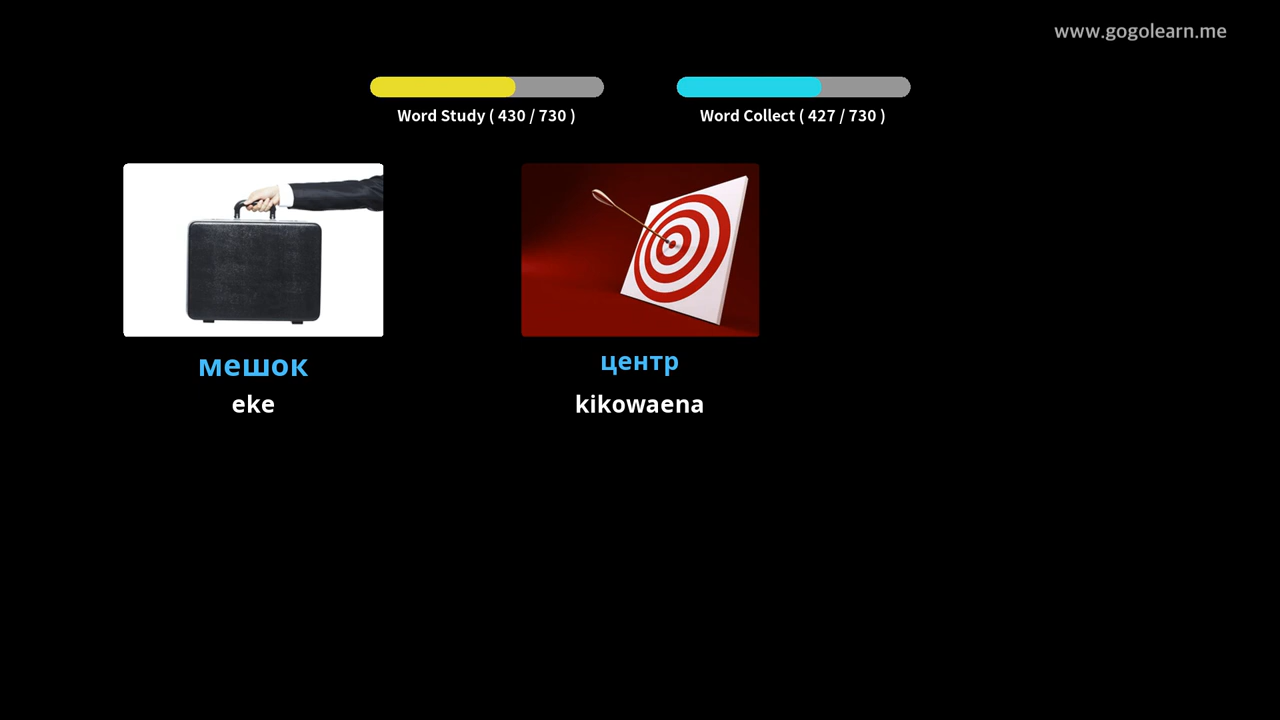 www.gogolearn.me
Word Study ( 430 / 730 )
Word Collect ( 427 / 730 )
мешок
eke
центр
kikowaena